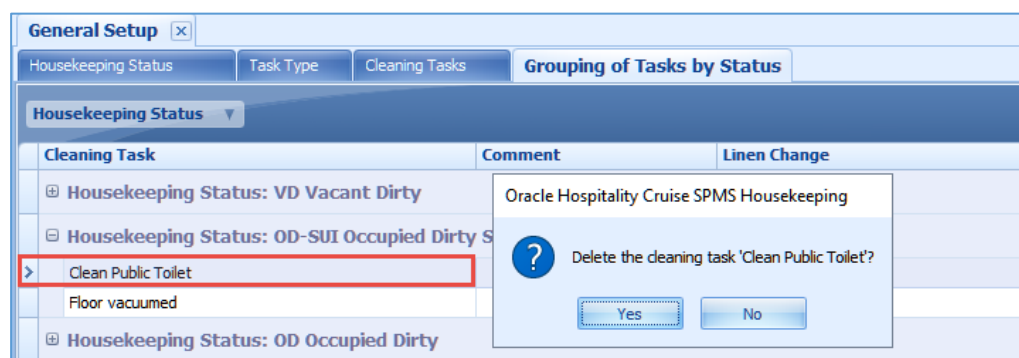 General Setup
Housekeeping Status Task Type Cleaning Tasks Grouping of Tasks by Status
Housekeeping Status
Cleaning Task Comment Linen Change
Housekeeping Status: VD Vacant Dirty
Housekeeping Status: OD-SUI Occupied Dirty S
Clean Public Toilet
Floor vacuumed
Housekeeping Status: OD Occupied Dirty
Oracle Hospitality Cruise SPMS Housekeeping
Delete the cleaning task 'Clean Public Toilet'?
Yes No